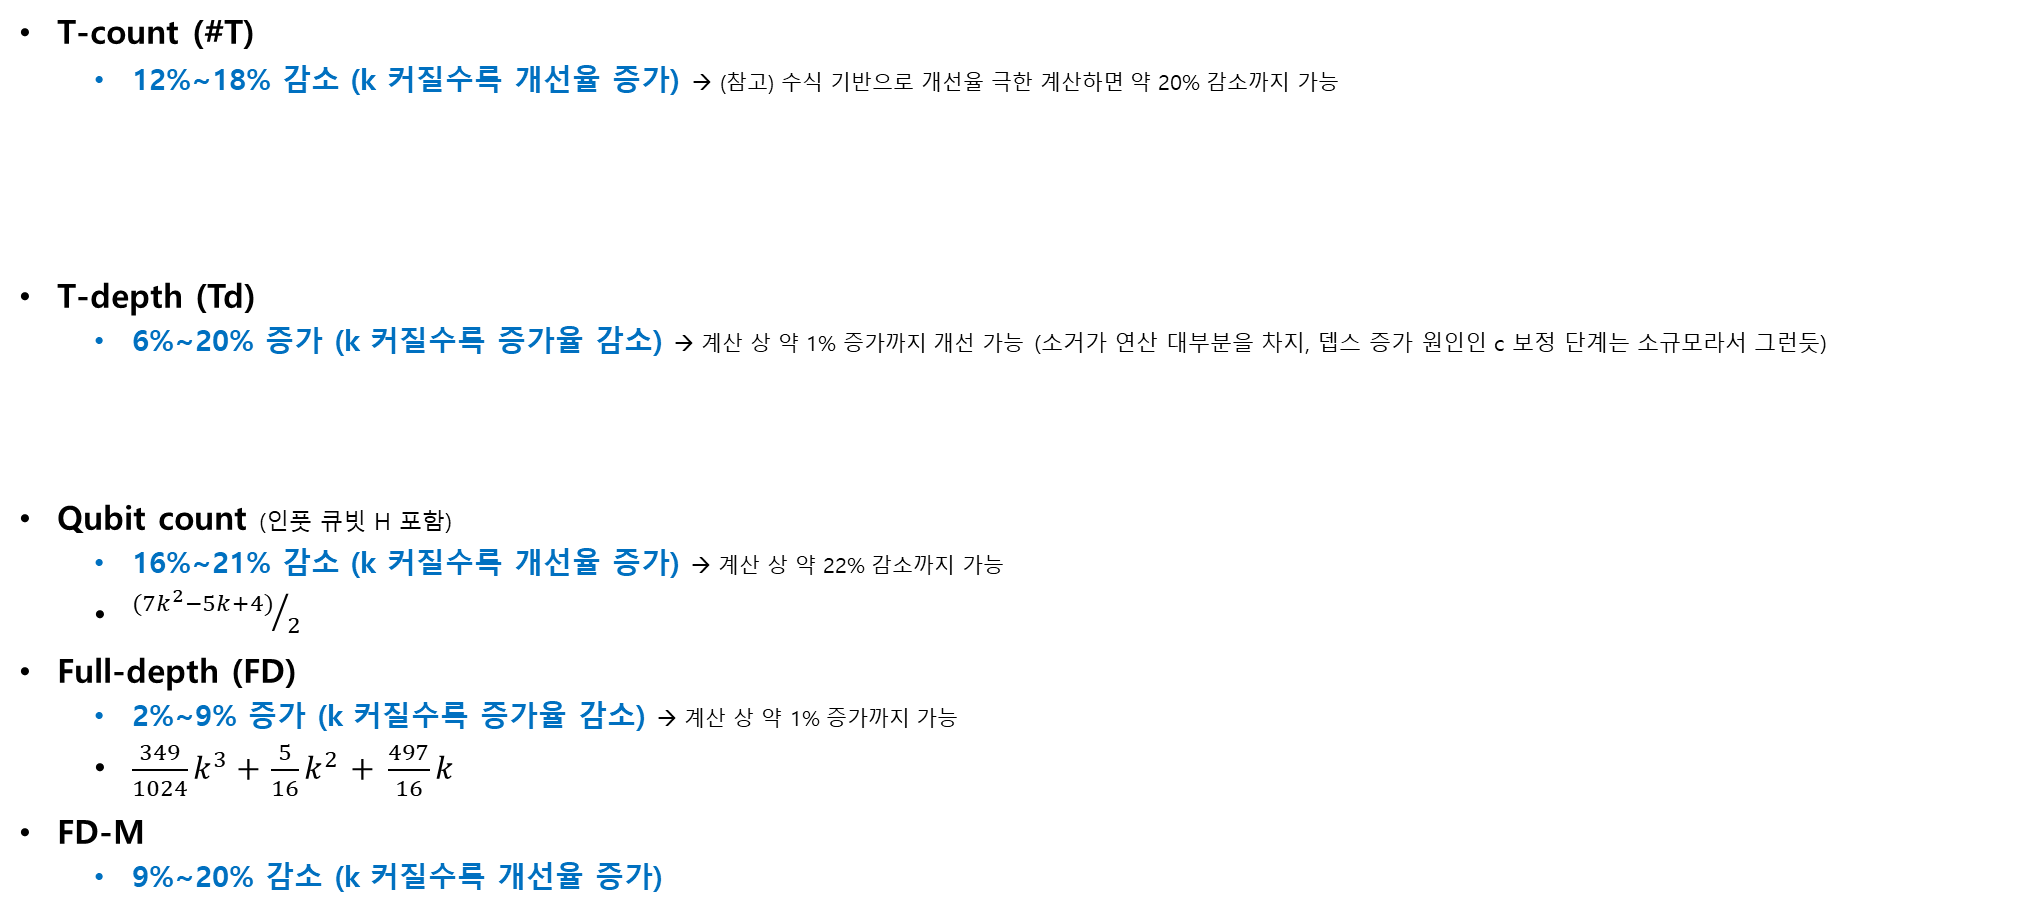 • T-count (#T)
• 12%~18% 감소 (k 커질수록 개선율 증가) → (참고) 수식 기반으로 개선율 극한 계산하면 약 20% 감소까지 가능
• T-depth (Td)
• 6%~20% 증가 (k 커질수록 증가율 감소) → 계산 상 약 1% 증가까지 개선 가능 (소거가 연산 대부분을 차지, 뎁스 증가 원인인 c 보정 단계는 소규모라서 그런듯)
• Qubit count (인풋 큐빗 H 포함)
• 16%~21% 감소 (k 커질수록 개선율 증가) → 계산 상 약 22% 감소까지 가능
• (7k²−5k+4)/2
• Full-depth (FD)
• 2%~9% 증가 (k 커질수록 증가율 감소) → 계산 상 약 1% 증가까지 가능
• 349/1024 k³ + 5/16 k² + 497/16 k
• FD-M
• 9%~20% 감소 (k 커질수록 개선율 증가)